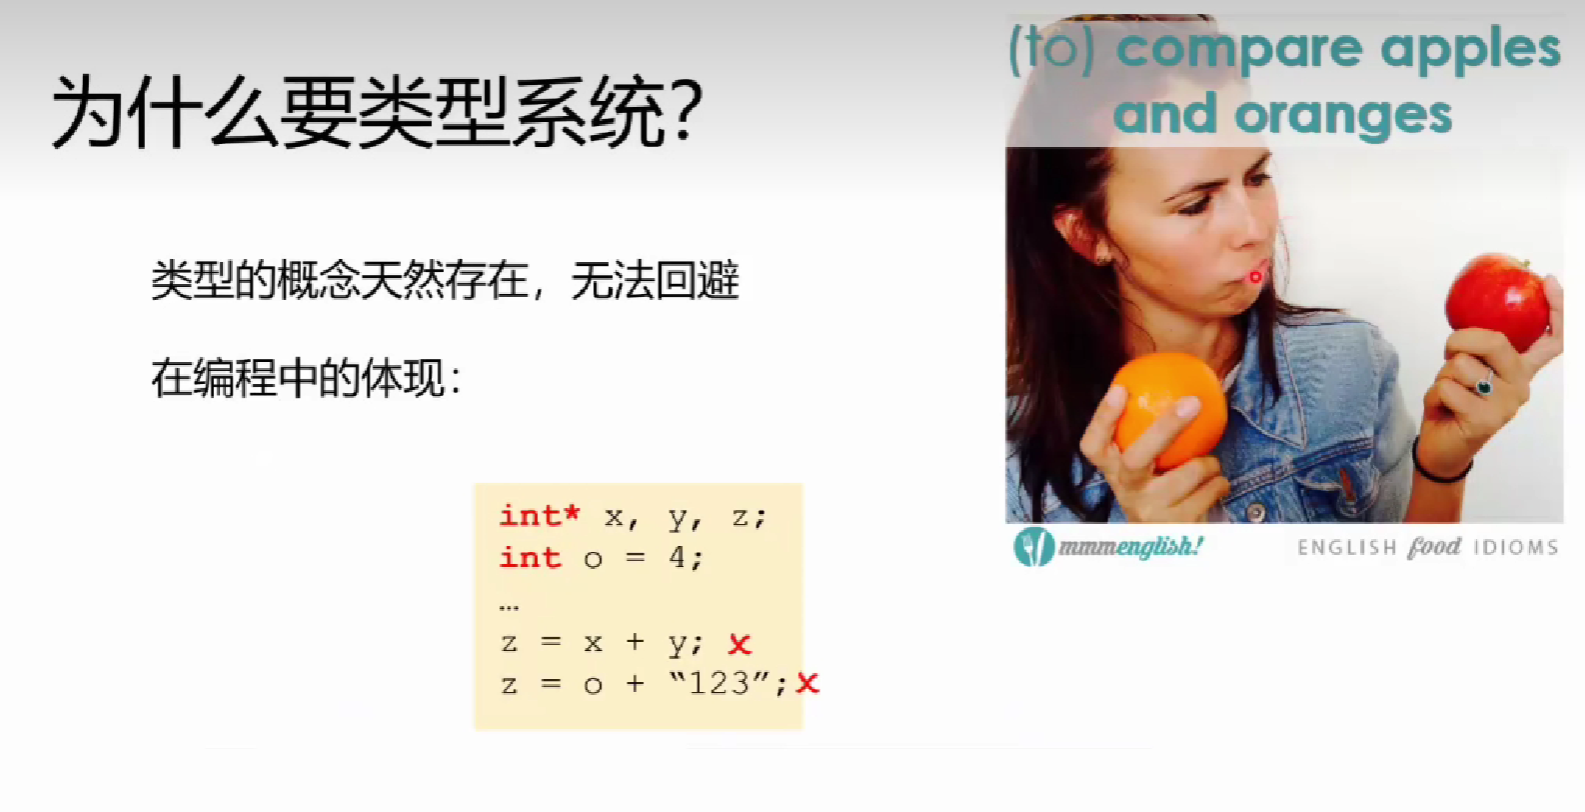 为什么要类型系统？
(to) compare apples
and oranges
类型的概念天然存在，无法回避
在编程中的体现：
int* x, y, z;
int o = 4;
…
z = x + y; x
z = o + “123”; x
mmmenglish!
ENGLISH food IDIOMS